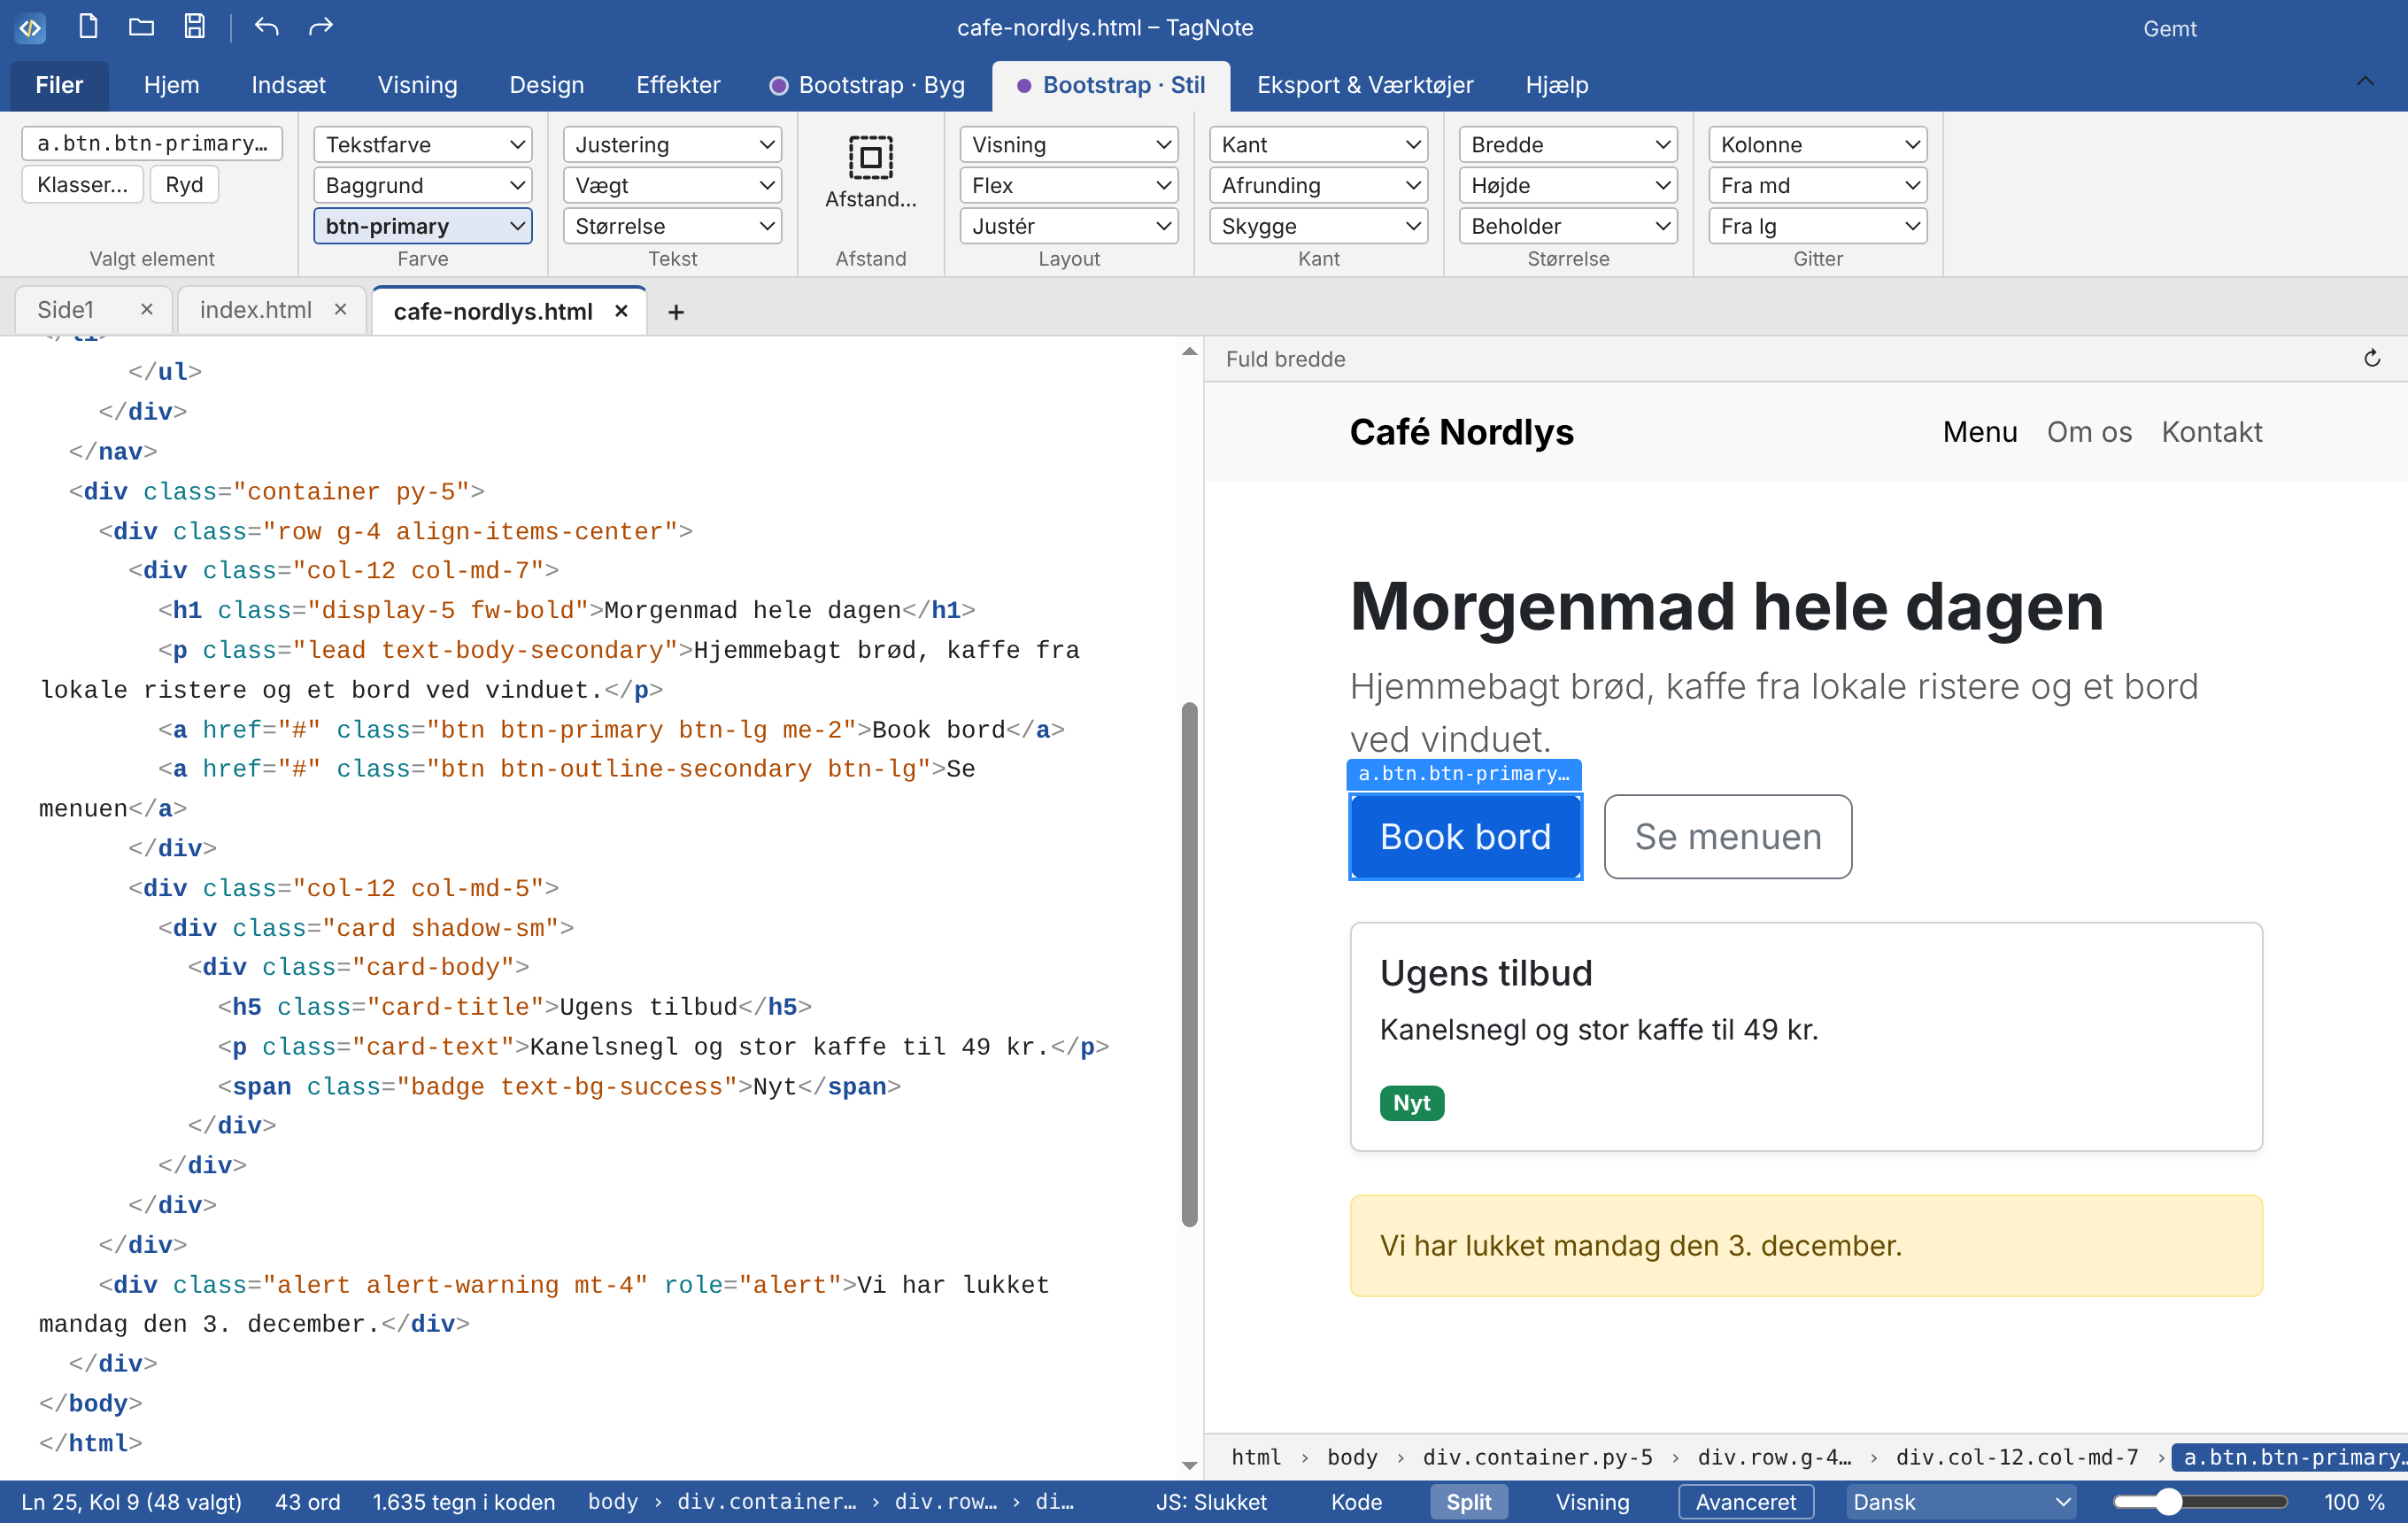 cafe-nordlys.html – TagNote
Gemt
Filer Hjem Indsæt Visning Design Effekter Bootstrap · Byg Bootstrap · Stil Eksport & Værktøjer Hjælp
a.btn.btn-primary…
Klasser… Ryd
Valgt element
Tekstfarve
Baggrund
btn-primary
Farve
Justering
Vægt
Størrelse
Tekst
Afstand…
Afstand
Visning
Flex
Justér
Layout
Kant
Afrunding
Skygge
Kant
Bredde
Højde
Beholder
Størrelse
Kolonne
Fra md
Fra lg
Gitter
Side1 × index.html × cafe-nordlys.html × +
</li>
</ul>
</div>
</nav>
<div class="container py-5">
<div class="row g-4 align-items-center">
<div class="col-12 col-md-7">
<h1 class="display-5 fw-bold">Morgenmad hele dagen</h1>
<p class="lead text-body-secondary">Hjemmebagt brød, kaffe fra
lokale ristere og et bord ved vinduet.</p>
<a href="#" class="btn btn-primary btn-lg me-2">Book bord</a>
<a href="#" class="btn btn-outline-secondary btn-lg">Se
menuen</a>
</div>
<div class="col-12 col-md-5">
<div class="card shadow-sm">
<div class="card-body">
<h5 class="card-title">Ugens tilbud</h5>
<p class="card-text">Kanelsnegl og stor kaffe til 49 kr.</p>
<span class="badge text-bg-success">Nyt</span>
</div>
</div>
</div>
</div>
<div class="alert alert-warning mt-4" role="alert">Vi har lukket
mandag den 3. december.</div>
</div>
</body>
</html>
Fuld bredde
Café Nordlys
Menu Om os Kontakt
Morgenmad hele dagen
Hjemmebagt brød, kaffe fra lokale ristere og et bord
ved vinduet.
a.btn.btn-primary…
Book bord Se menuen
Ugens tilbud
Kanelsnegl og stor kaffe til 49 kr.
Nyt
Vi har lukket mandag den 3. december.
html › body › div.container.py-5 › div.row.g-4… › div.col-12.col-md-7 › a.btn.btn-primary…
Ln 25, Kol 9 (48 valgt) 43 ord 1.635 tegn i koden body › div.container… › div.row… › di… JS: Slukket Kode Split Visning Avanceret Dansk 100 %